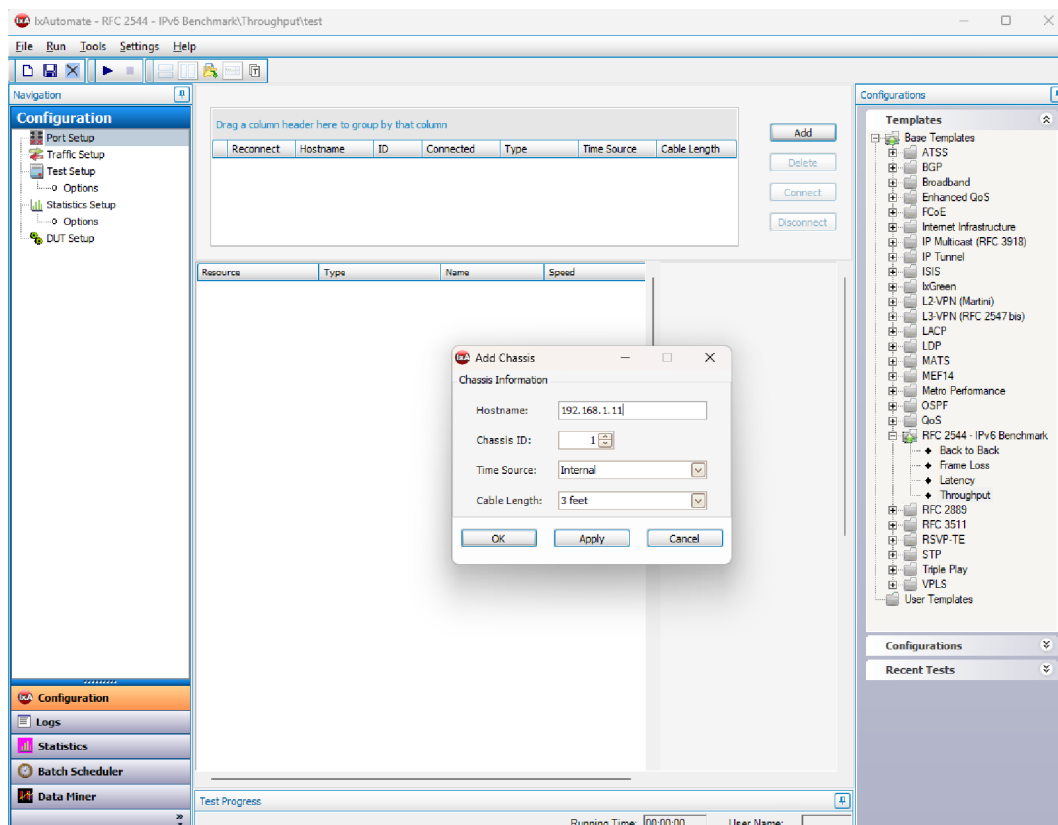 IxAutomate - RFC 2544 - IPv6 Benchmark\Throughput\test
File Run Tools Settings Help
Navigation
Configuration
Port Setup
Traffic Setup
Test Setup
Options
Statistics Setup
Options
DUT Setup
Configuration
Logs
Statistics
Batch Scheduler
Data Miner
Drag a column header here to group by that column
Reconnect Hostname ID Connected Type Time Source Cable Length
Add
Delete
Connect
Disconnect
Resource Type Name Speed
Add Chassis
Chassis Information
Hostname: 192.168.1.11
Chassis ID: 1
Time Source: Internal
Cable Length: 3 feet
OK Apply Cancel
Test Progress
Running Time: 00:00:00 User Name:
Configurations
Templates
Base Templates
ATSS
BGP
Broadband
Enhanced QoS
FCoE
Internet Infrastructure
IP Multicast (RFC 3918)
IP Tunnel
ISIS
IxGreen
L2-VPN (Martini)
L3-VPN (RFC 2547 bis)
LACP
LDP
MATS
MEF14
Metro Performance
OSPF
QoS
RFC 2544 - IPv6 Benchmark
Back to Back
Frame Loss
Latency
Throughput
RFC 2889
RFC 3511
RSVP-TE
STP
Triple Play
VPLS
User Templates
Configurations
Recent Tests